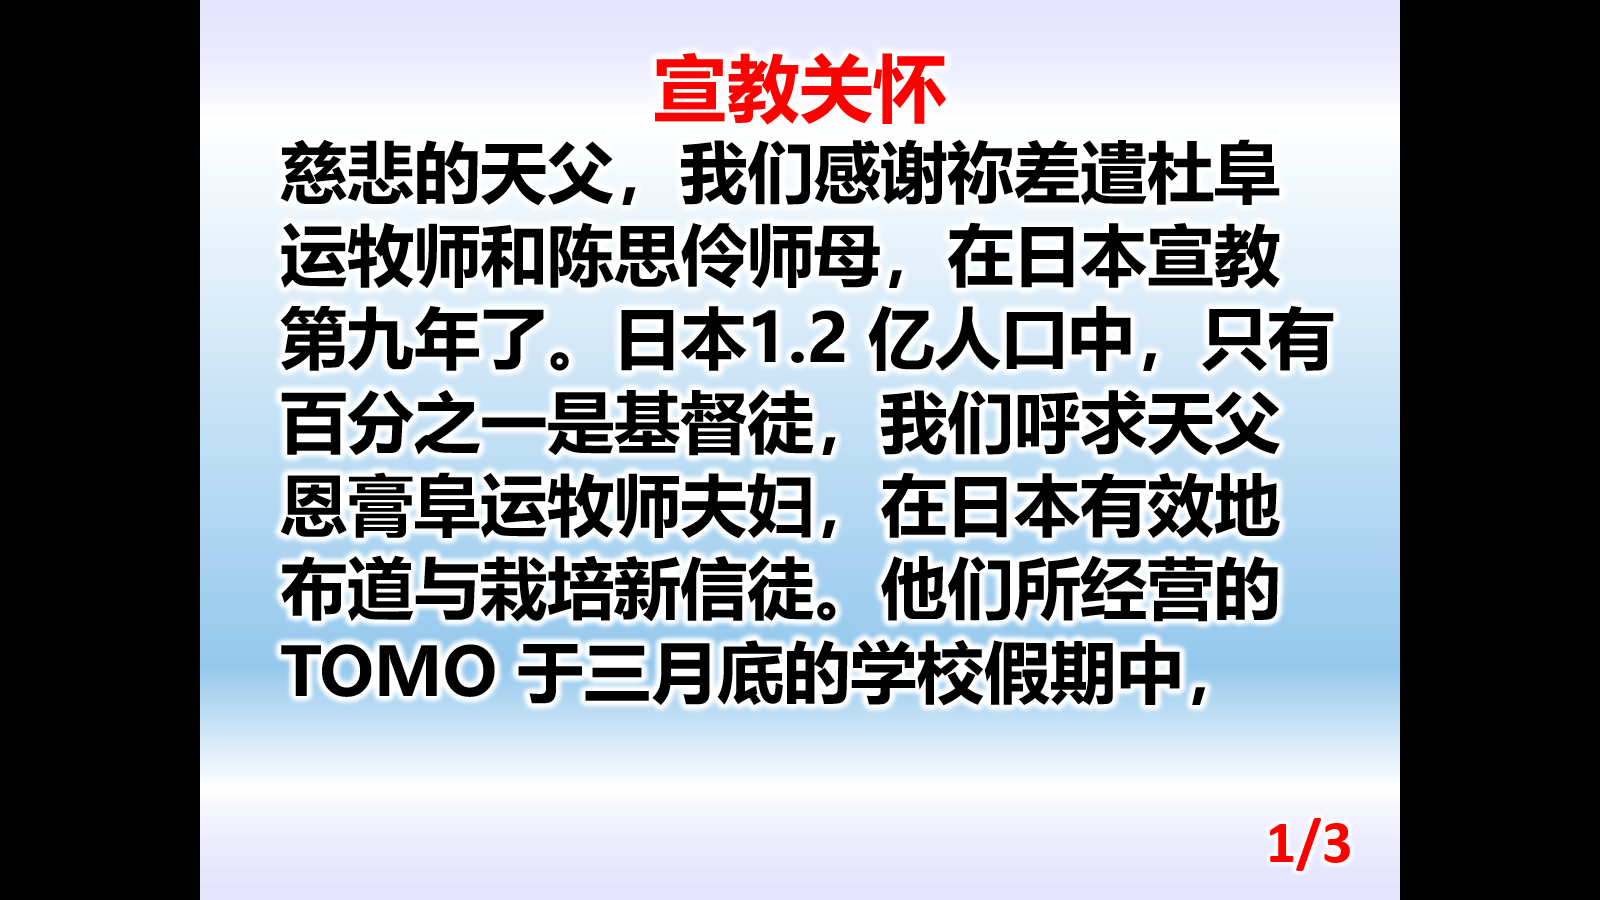 宣教关怀
慈悲的天父，我们感谢祢差遣杜阜
运牧师和陈思伶师母，在日本宣教
第九年了。日本1.2 亿人口中，只有
百分之一是基督徒，我们呼求天父
恩膏阜运牧师夫妇，在日本有效地
布道与栽培新信徒。他们所经营的
TOMO 于三月底的学校假期中，
1/3